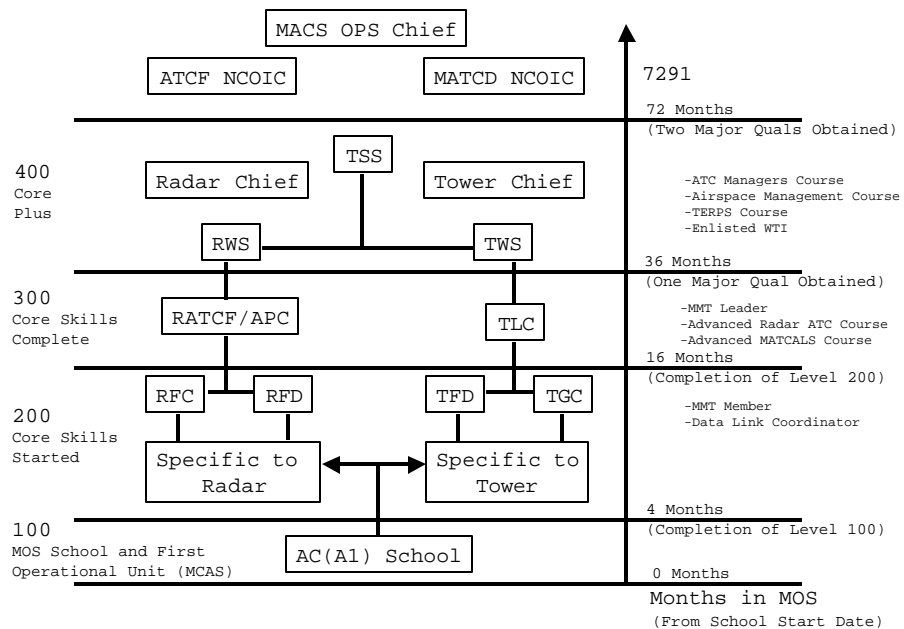 MACS OPS Chief
ATCF NCOIC
MATCD NCOIC
7291
72 Months
(Two Major Quals Obtained)
TSS
400
Core
Plus
Radar Chief
Tower Chief
-ATC Managers Course
-Airspace Management Course
-TERPS Course
-Enlisted WTI
RWS
TWS
36 Months
(One Major Qual Obtained)
300
Core Skills
Complete
RATCF/APC
TLC
-MMT Leader
-Advanced Radar ATC Course
-Advanced MATCALS Course
16 Months
(Completion of Level 200)
RFC
RFD
TFD
TGC
200
Core Skills
Started
-MMT Member
-Data Link Coordinator
Specific to
Radar
Specific to
Tower
4 Months
(Completion of Level 100)
100
MOS School and First
Operational Unit (MCAS)
AC(A1) School
0 Months
Months in MOS
(From School Start Date)